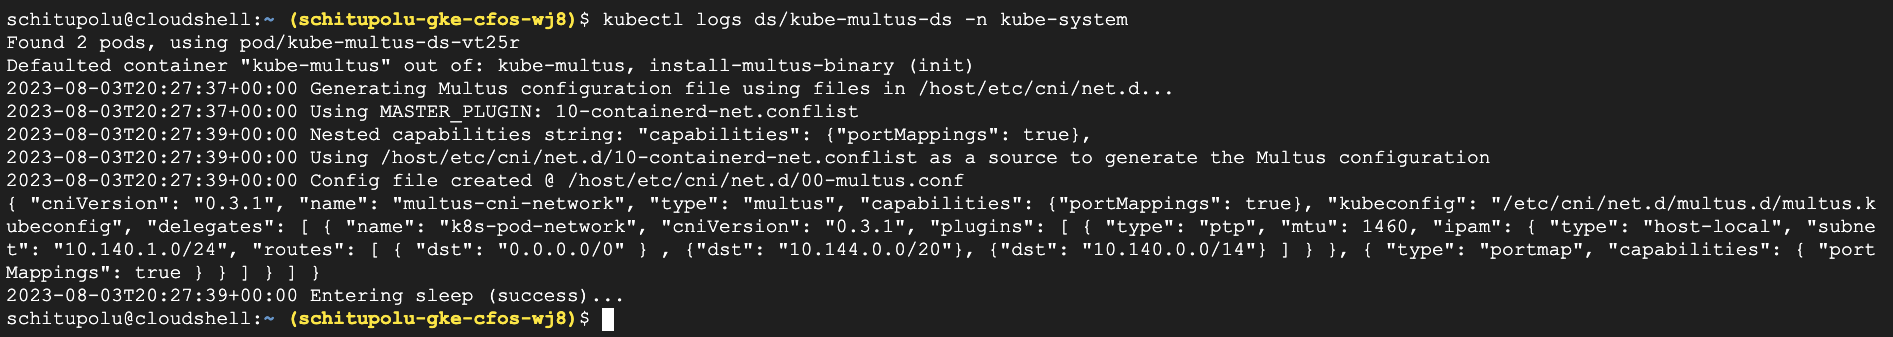 schitupolu@cloudshell:~ (schitupolu-gke-cfos-wj8)$ kubectl logs ds/kube-multus-ds -n kube-system
Found 2 pods, using pod/kube-multus-ds-vt25r
Defaulted container "kube-multus" out of: kube-multus, install-multus-binary (init)
2023-08-03T20:27:37+00:00 Generating Multus configuration file using files in /host/etc/cni/net.d...
2023-08-03T20:27:37+00:00 Using MASTER_PLUGIN: 10-containerd-net.conflist
2023-08-03T20:27:39+00:00 Nested capabilities string: "capabilities": {"portMappings": true},
2023-08-03T20:27:39+00:00 Using /host/etc/cni/net.d/10-containerd-net.conflist as a source to generate the Multus configuration
2023-08-03T20:27:39+00:00 Config file created @ /host/etc/cni/net.d/00-multus.conf
{ "cniVersion": "0.3.1", "name": "multus-cni-network", "type": "multus", "capabilities": {"portMappings": true}, "kubeconfig": "/etc/cni/net.d/multus.d/multus.k
ubeconfig", "delegates": [ { "name": "k8s-pod-network", "cniVersion": "0.3.1", "plugins": [ { "type": "ptp", "mtu": 1460, "ipam": { "type": "host-local", "subne
t": "10.140.1.0/24", "routes": [ { "dst": "0.0.0.0/0" } , {"dst": "10.144.0.0/20"}, {"dst": "10.140.0.0/14"} ] } }, { "type": "portmap", "capabilities": { "port
Mappings": true } } ] } ] }
2023-08-03T20:27:39+00:00 Entering sleep (success)...
schitupolu@cloudshell:~ (schitupolu-gke-cfos-wj8)$